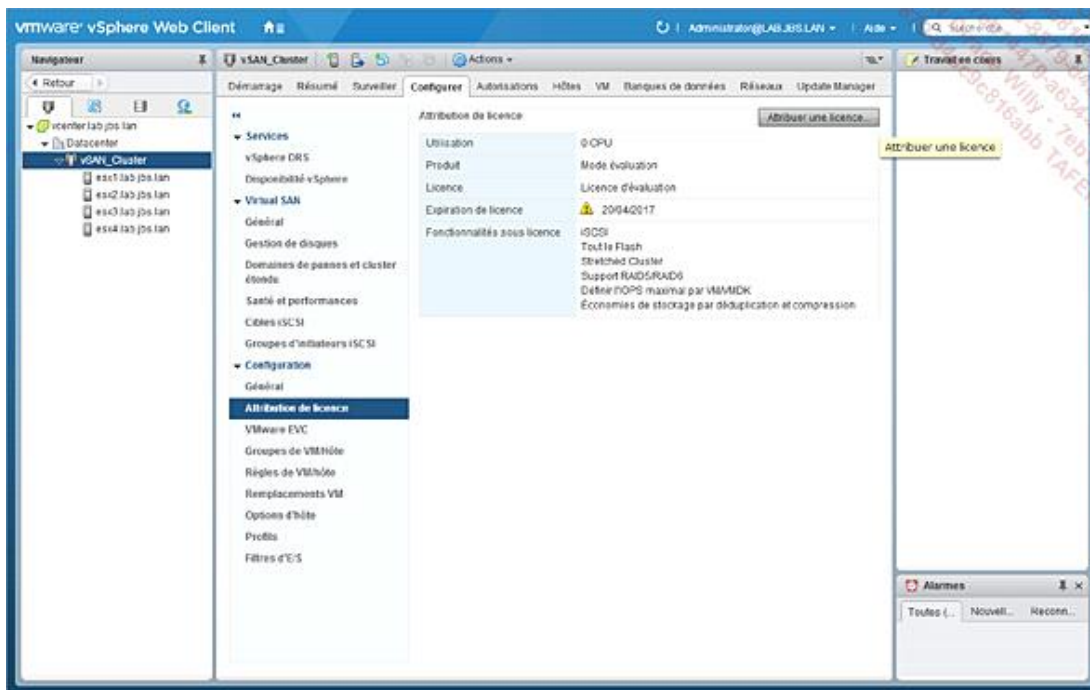 vmware® vSphere Web Client
Administrator@LAB.JBS.LAN
Aide
Navigateur
Retour
vcenter.lab.jbs.lan
Datacenter
vSAN_Cluster
esx1.lab.jbs.lan
esx2.lab.jbs.lan
esx3.lab.jbs.lan
esx4.lab.jbs.lan
vSAN_Cluster
Actions
Démarrage Résumé Surveiller Configurer Autorisations Hôtes VM Banques de données Réseaux Update Manager
Services
vSphere DRS
Disponibilité vSphere
Virtual SAN
Général
Gestion de disques
Domaines de pannes et cluster
étendu
Santé et performances
Cibles iSCSI
Groupes d'initiateurs iSCSI
Configuration
Général
Attribution de licence
VMware EVC
Groupes de VM/Hôte
Règles de VM/hôte
Remplacements VM
Options d'hôte
Profils
Filtres d'E/S
Attribution de licence
Attribuer une licence...
Utilisation 0 CPU
Produit Mode évaluation
Licence Licence d'évaluation
Expiration de licence 20/04/2017
Fonctionnalités sous licence iSCSI
Tout le Flash
Stretched Cluster
Support RAID5/RAID6
Définir l'IOPS maximal par VM/VMDK
Économies de stockage par déduplication et compression
Travail en cours
Attribuer une licence
Alarmes
Toutes (... Nouvell... Reconn...